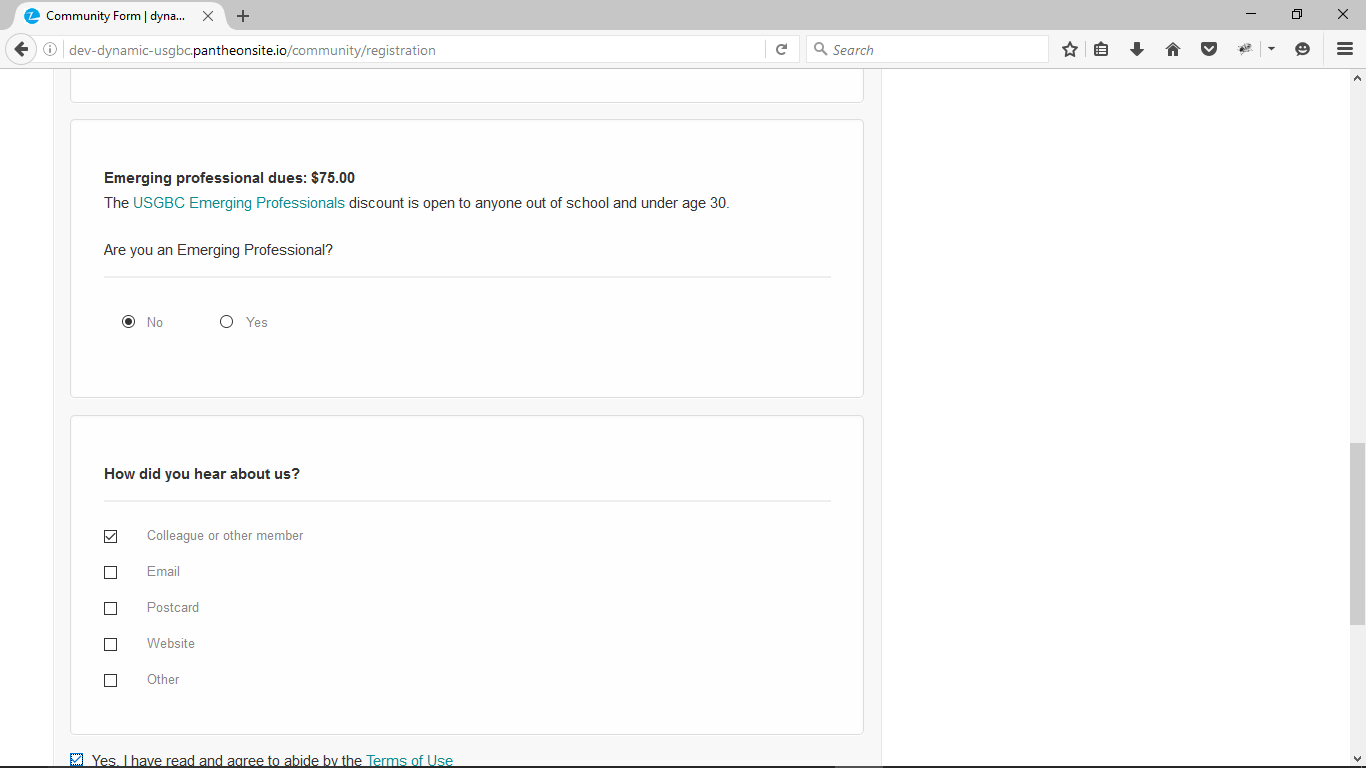 Community Form | dyna...
dev-dynamic-usgbc.pantheonsite.io/community/registration
Search
Emerging professional dues: $75.00
The USGBC Emerging Professionals discount is open to anyone out of school and under age 30.
Are you an Emerging Professional?
No Yes
How did you hear about us?
Colleague or other member
Email
Postcard
Website
Other
Yes, I have read and agree to abide by the Terms of Use